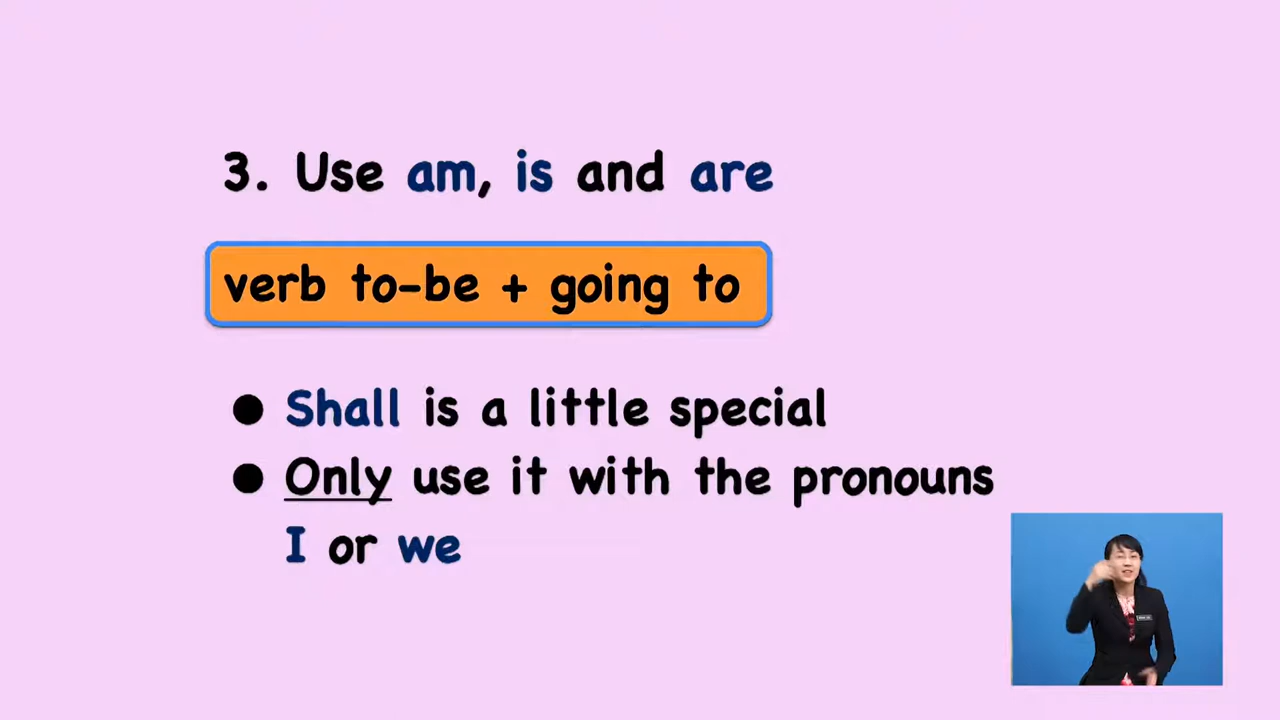 3. Use am, is and are
verb to-be + going to
● Shall is a little special
● Only use it with the pronouns
I or we